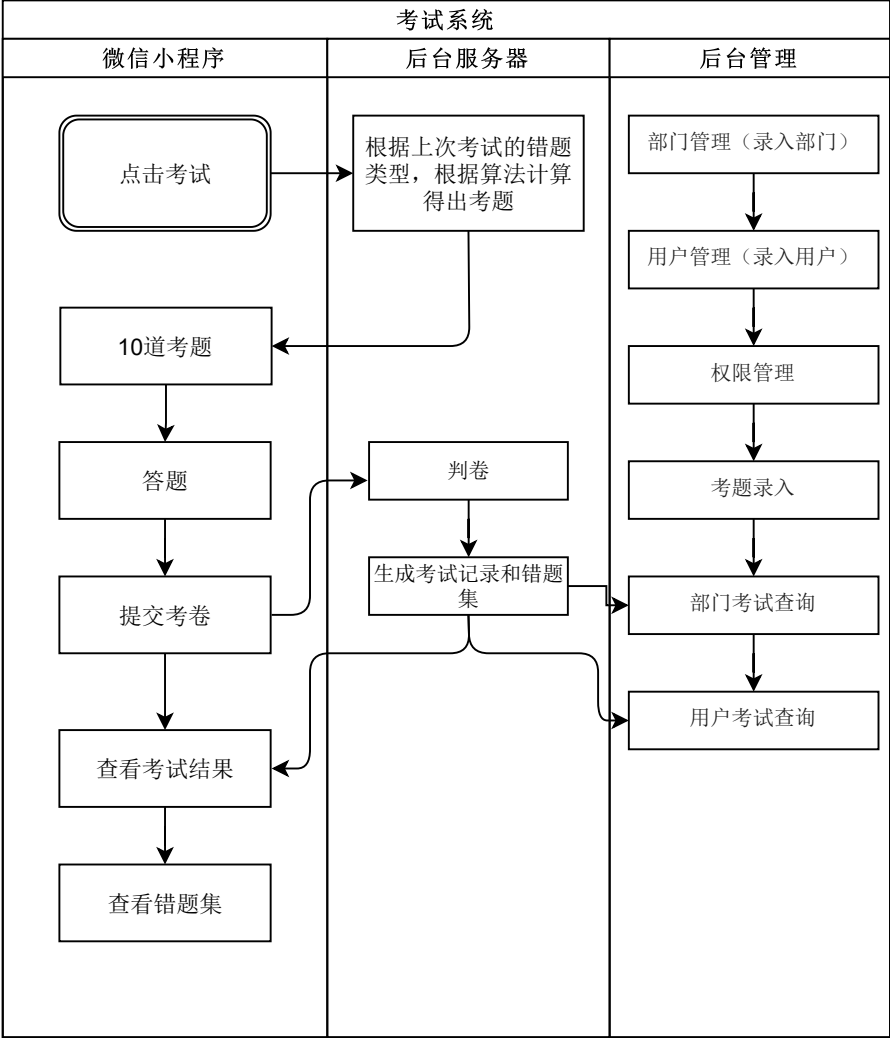 考试系统
微信小程序
后台服务器
后台管理
点击考试
根据上次考试的错题
类型，根据算法计算
得出考题
部门管理（录入部门）
用户管理（录入用户）
10道考题
权限管理
答题
判卷
考题录入
生成考试记录和错题
集
提交考卷
部门考试查询
用户考试查询
查看考试结果
查看错题集